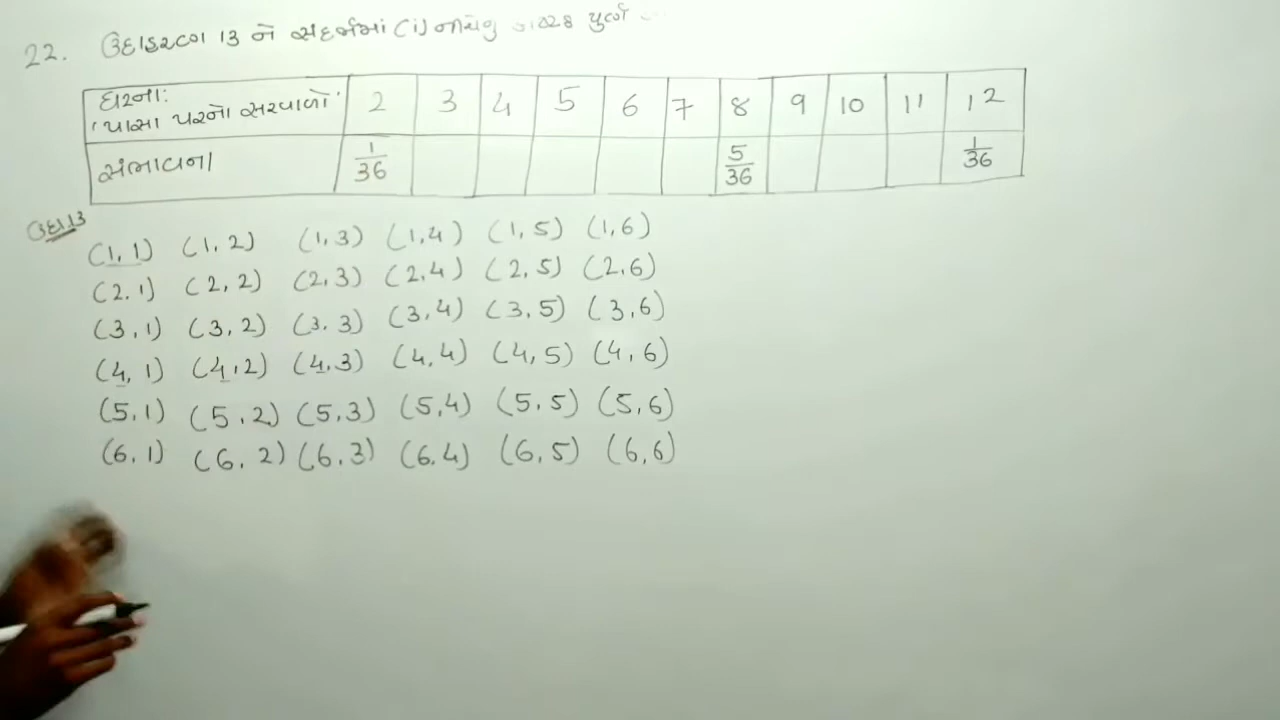 22. ઉદાહરણ 13 ને સંદર્ભમાં (i) નીચેનું પુર્ણ
ઘટના: 'પાસા પરનો સરવાળો' 2 3 4 5 6 7 8 9 10 11 12
સંભાવના 1/36 5/36 1/36
ઉદા.13
(1, 1) (1, 2) (1, 3) (1, 4) (1, 5) (1, 6)
(2. 1) (2, 2) (2, 3) (2, 4) (2, 5) (2, 6)
(3, 1) (3, 2) (3. 3) (3, 4) (3, 5) (3, 6)
(4, 1) (4, 2) (4, 3) (4, 4) (4, 5) (4, 6)
(5, 1) (5, 2) (5, 3) (5, 4) (5, 5) (5, 6)
(6, 1) (6, 2) (6, 3) (6. 4) (6, 5) (6, 6)